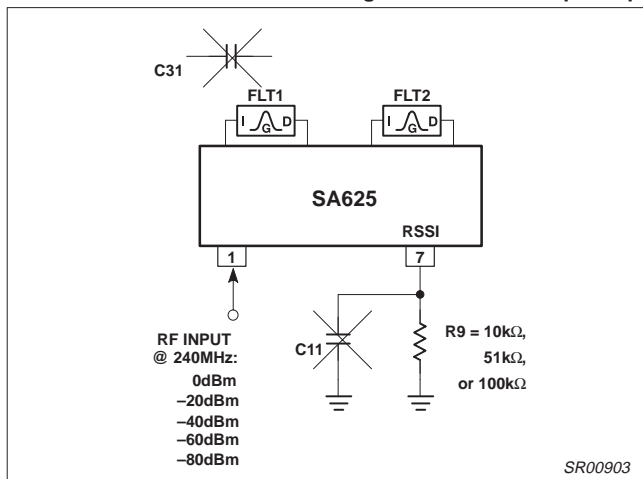 C31
FLT1
FLT2
I G D
I G D
SA625
RSSI
1
7
RF INPUT
@ 240MHz:
0dBm
–20dBm
–40dBm
–60dBm
–80dBm
C11
R9 = 10kΩ,
51kΩ,
or 100kΩ
SR00903